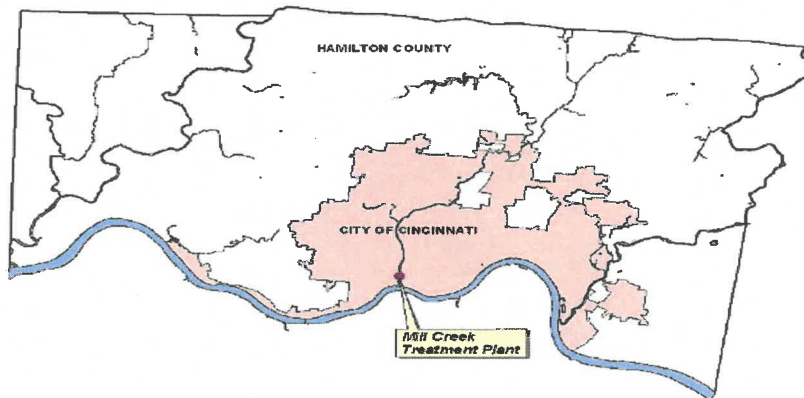 HAMILTON COUNTY
CITY OF CINCINNATI
Mill Creek
Treatment Plant